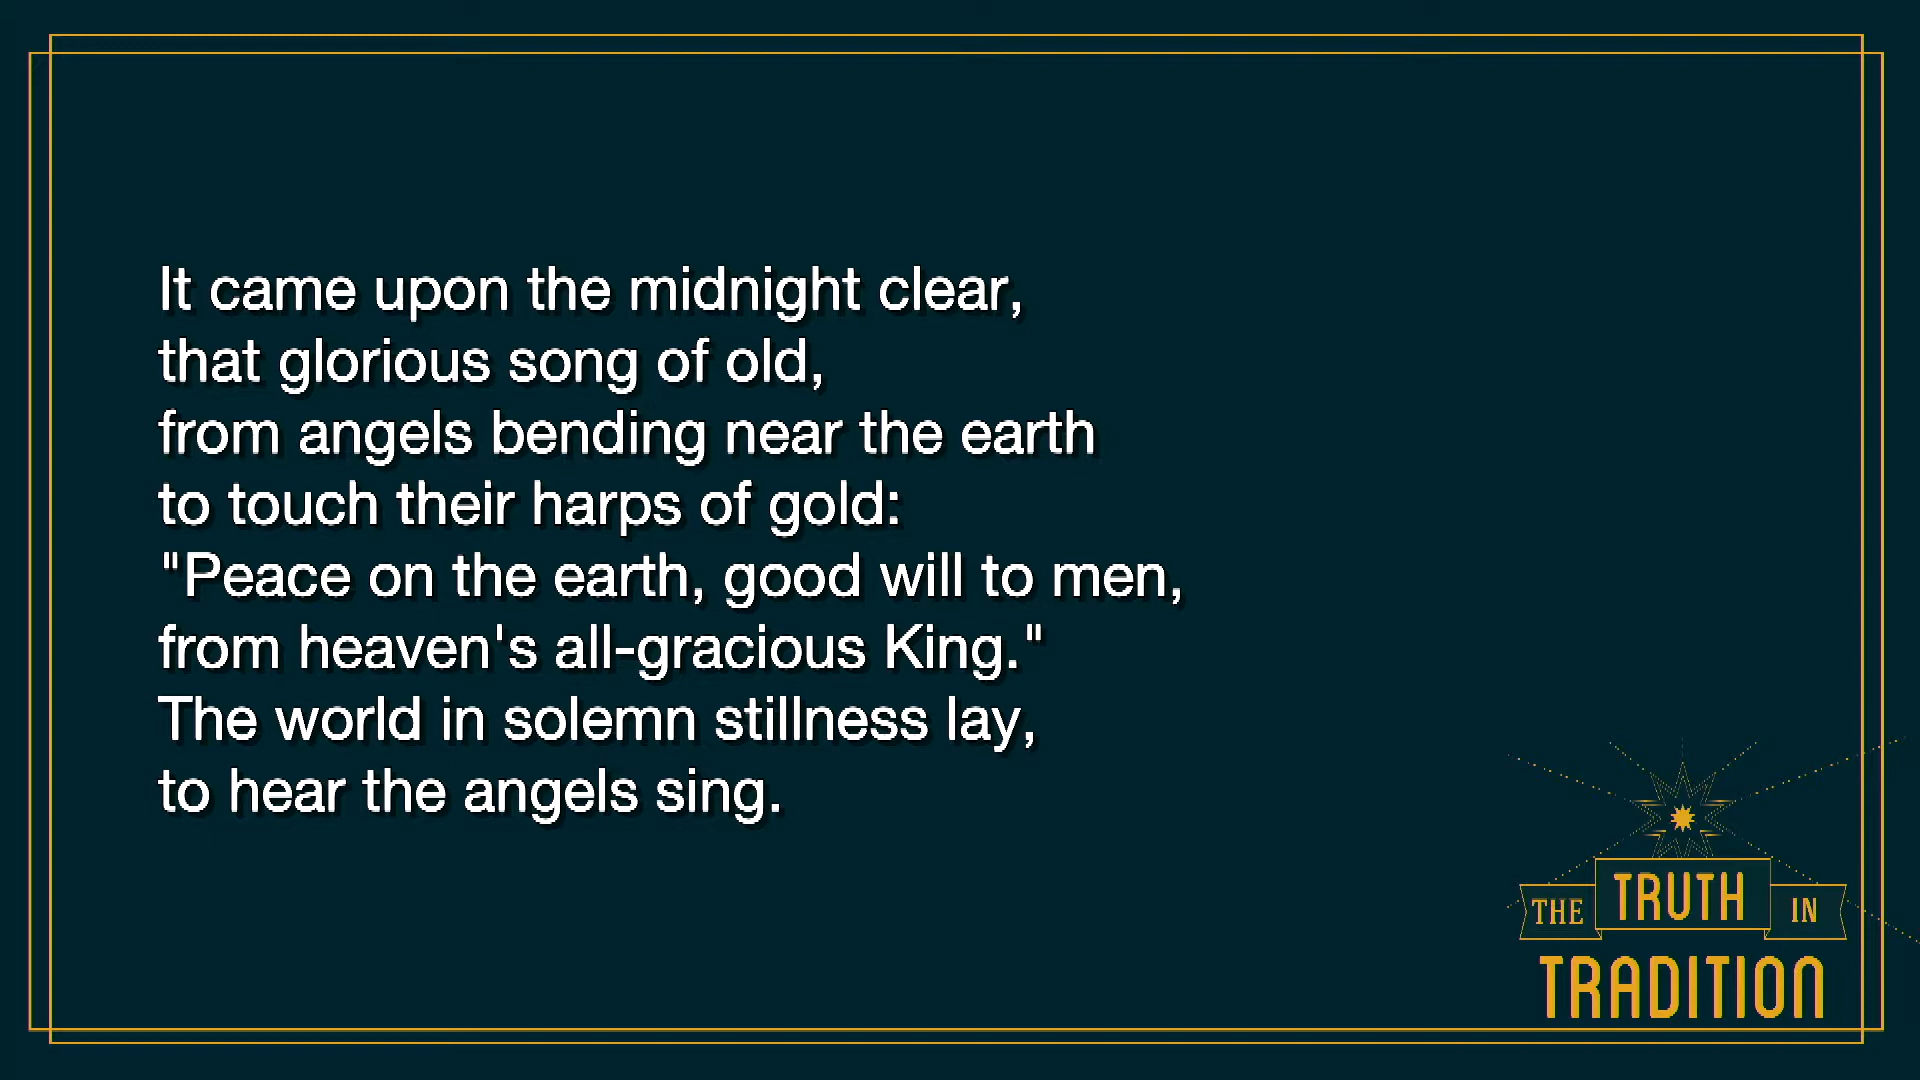 It came upon the midnight clear,
that glorious song of old,
from angels bending near the earth
to touch their harps of gold:
"Peace on the earth, good will to men,
from heaven's all-gracious King."
The world in solemn stillness lay,
to hear the angels sing.
THE TRUTH IN
TRADITION